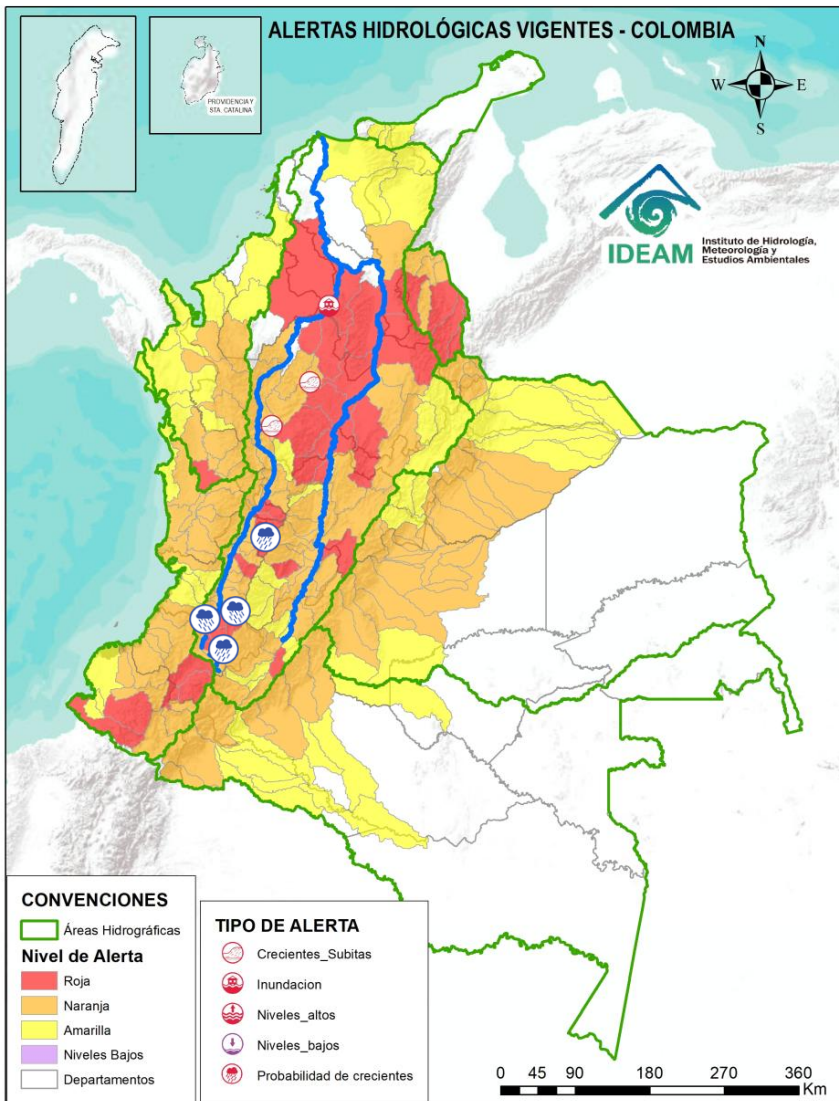 ALERTAS HIDROLÓGICAS VIGENTES - COLOMBIA
PROVIDENCIA Y
STA. CATALINA
N
W
E
S
IDEAM
Instituto de Hidrología,
Meteorología y
Estudios Ambientales
CONVENCIONES
Áreas Hidrográficas
Nivel de Alerta
Roja
Naranja
Amarilla
Niveles Bajos
Departamentos
TIPO DE ALERTA
Crecientes_Subitas
Inundacion
Niveles_altos
Niveles_bajos
Probabilidad de crecientes
0 45 90 180 270 360
Km